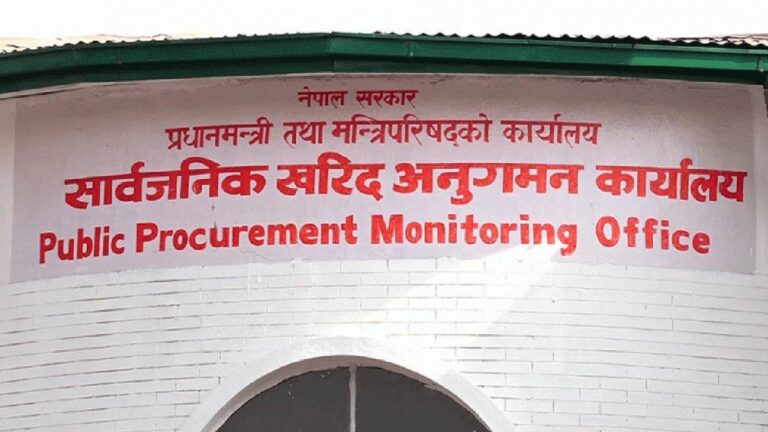 नेपाल सरकार
प्रधानमन्त्री तथा मन्त्रिपरिषद्को कार्यालय
सार्वजनिक खरिद अनुगमन कार्यालय
Public Procurement Monitoring Office